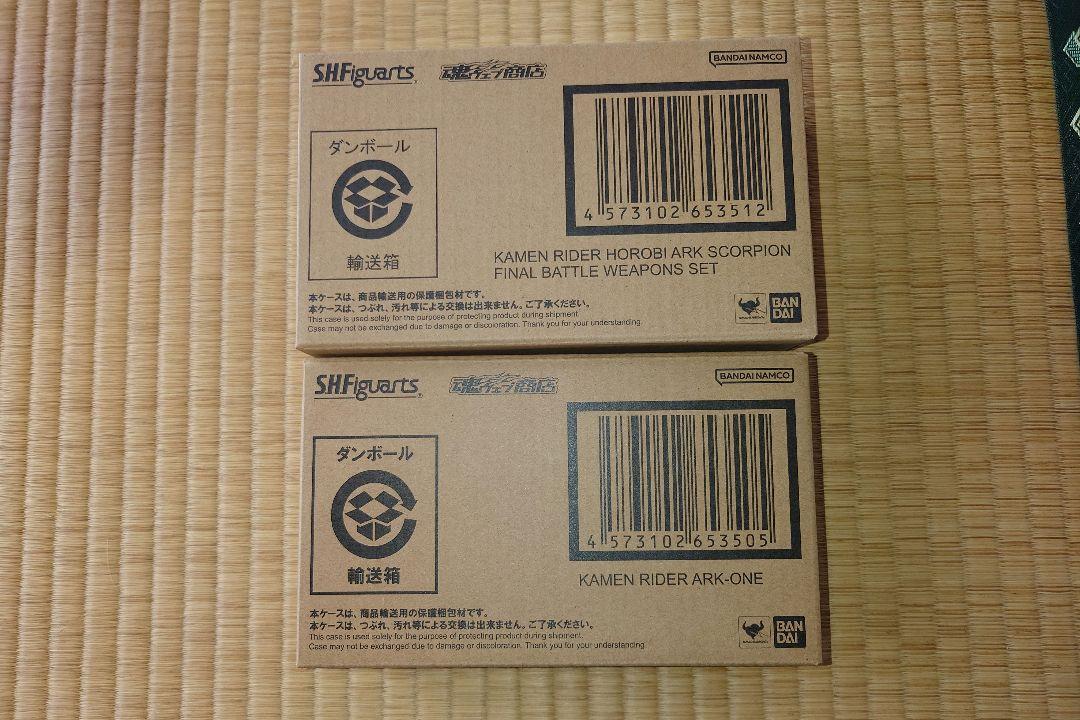 S.H.Figuarts 魂ウェブ商店 BANDAI NAMCO
ダンボール
輸送箱
4 573102 653512
KAMEN RIDER HOROBI ARK SCORPION
FINAL BATTLE WEAPONS SET
本ケースは、商品輸送用の保護梱包材です。
本ケースは、つぶれ、汚れ等による交換は出来ません。ご了承ください。
This case is used solely for the purpose of protecting product during shipment.
Case may not be exchanged due to damage or discoloration. Thank you for your understanding.
BAN
DAI
S.H.Figuarts 魂ウェブ商店 BANDAI NAMCO
ダンボール
輸送箱
4 573102 653505
KAMEN RIDER ARK-ONE
本ケースは、商品輸送用の保護梱包材です。
本ケースは、つぶれ、汚れ等による交換は出来ません。ご了承ください。
This case is used solely for the purpose of protecting product during shipment.
Case may not be exchanged due to damage or discoloration. Thank you for your understanding.
BAN
DAI